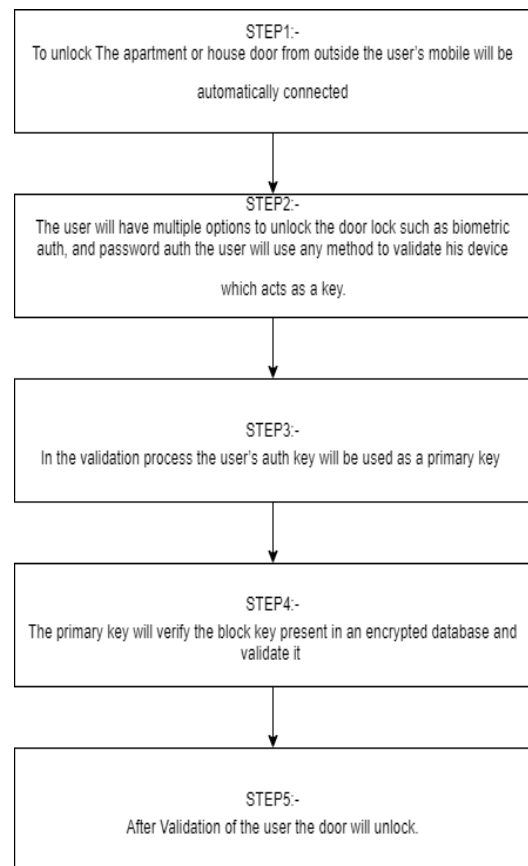 STEP1:-
To unlock The apartment or house door from outside the user's mobile will be
automatically connected
STEP2:-
The user will have multiple options to unlock the door lock such as biometric
auth, and password auth the user will use any method to validate his device
which acts as a key.
STEP3:-
In the validation process the user's auth key will be used as a primary key
STEP4:-
The primary key will verify the block key present in an encrypted database and
validate it
STEP5:-
After Validation of the user the door will unlock.